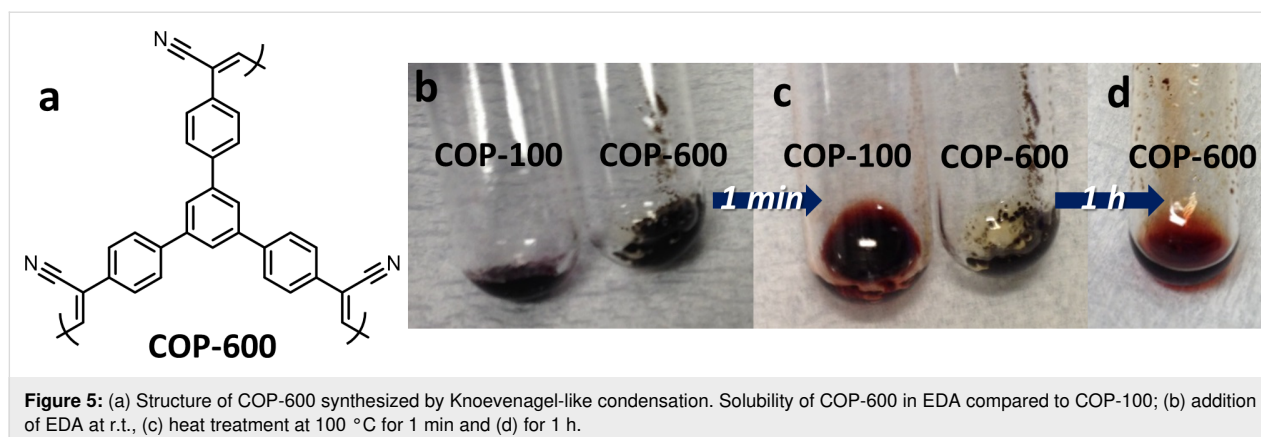 a
N
N
N
COP-600
b
COP-100
COP-600
1 min
c
COP-100
COP-600
1 h
d
COP-600
Figure 5: (a) Structure of COP-600 synthesized by Knoevenagel-like condensation. Solubility of COP-600 in EDA compared to COP-100; (b) addition
of EDA at r.t., (c) heat treatment at 100 °C for 1 min and (d) for 1 h.